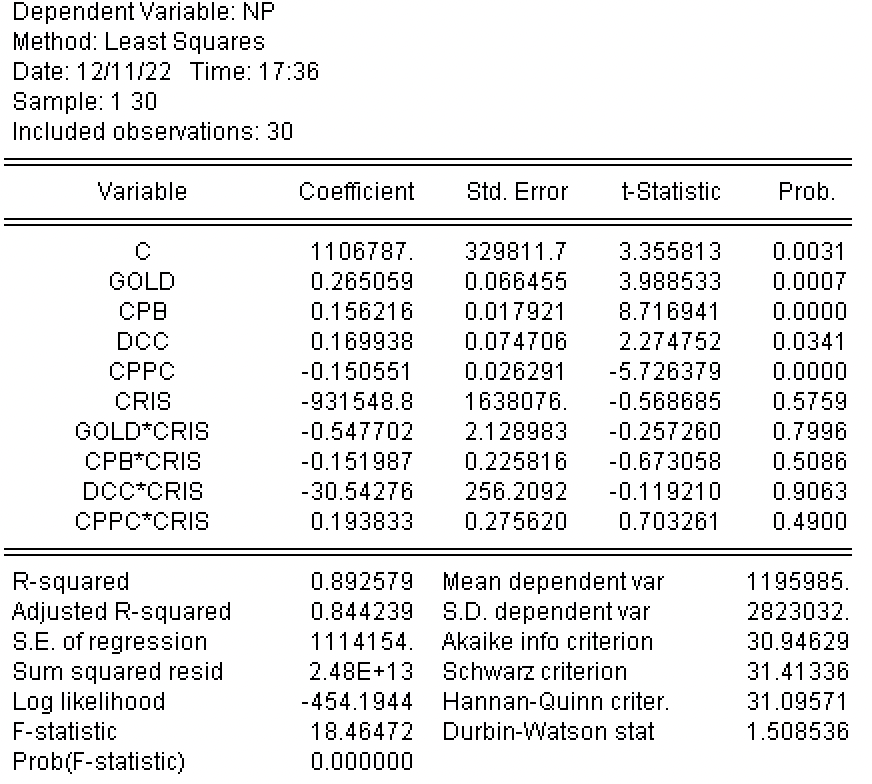 Dependent Variable: NP
Method: Least Squares
Date: 12/11/22 Time: 17:36
Sample: 1 30
Included observations: 30
Variable Coefficient Std. Error t-Statistic Prob.
C 1106787. 329811.7 3.355813 0.0031
GOLD 0.265059 0.066455 3.988533 0.0007
CPB 0.156216 0.017921 8.716941 0.0000
DCC 0.169938 0.074706 2.274752 0.0341
CPPC -0.150551 0.026291 -5.726379 0.0000
CRIS -931548.8 1638076. -0.568685 0.5759
GOLD*CRIS -0.547702 2.128983 -0.257260 0.7996
CPB*CRIS -0.151987 0.225816 -0.673058 0.5086
DCC*CRIS -30.54276 256.2092 -0.119210 0.9063
CPPC*CRIS 0.193833 0.275620 0.703261 0.4900
R-squared 0.892579 Mean dependent var 1195985.
Adjusted R-squared 0.844239 S.D. dependent var 2823032.
S.E. of regression 1114154. Akaike info criterion 30.94629
Sum squared resid 2.48E+13 Schwarz criterion 31.41336
Log likelihood -454.1944 Hannan-Quinn criter. 31.09571
F-statistic 18.46472 Durbin-Watson stat 1.508536
Prob(F-statistic) 0.000000